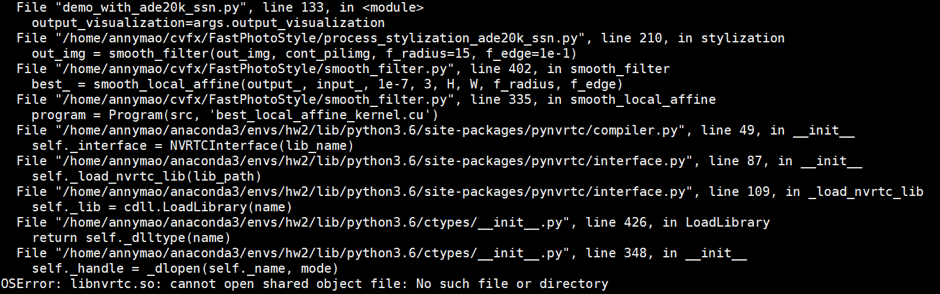 File "demo_with_ade20k_ssn.py", line 133, in <module>
output_visualization=args.output_visualization
File "/home/annymao/cvfx/FastPhotoStyle/process_stylization_ade20k_ssn.py", line 210, in stylization
out_img = smooth_filter(out_img, cont_pilimg, f_radius=15, f_edge=1e-1)
File "/home/annymao/cvfx/FastPhotoStyle/smooth_filter.py", line 402, in smooth_filter
best_ = smooth_local_affine(output_, input_, 1e-7, 3, H, W, f_radius, f_edge)
File "/home/annymao/cvfx/FastPhotoStyle/smooth_filter.py", line 335, in smooth_local_affine
program = Program(src, 'best_local_affine_kernel.cu')
File "/home/annymao/anaconda3/envs/hw2/lib/python3.6/site-packages/pynvrtc/compiler.py", line 49, in __init__
self._interface = NVRTCInterface(lib_name)
File "/home/annymao/anaconda3/envs/hw2/lib/python3.6/site-packages/pynvrtc/interface.py", line 87, in __init__
self._load_nvrtc_lib(lib_path)
File "/home/annymao/anaconda3/envs/hw2/lib/python3.6/site-packages/pynvrtc/interface.py", line 109, in _load_nvrtc_lib
self._lib = cdll.LoadLibrary(name)
File "/home/annymao/anaconda3/envs/hw2/lib/python3.6/ctypes/__init__.py", line 426, in LoadLibrary
return self._dlltype(name)
File "/home/annymao/anaconda3/envs/hw2/lib/python3.6/ctypes/__init__.py", line 348, in __init__
self._handle = _dlopen(self._name, mode)
OSError: libnvrtc.so: cannot open shared object file: No such file or directory